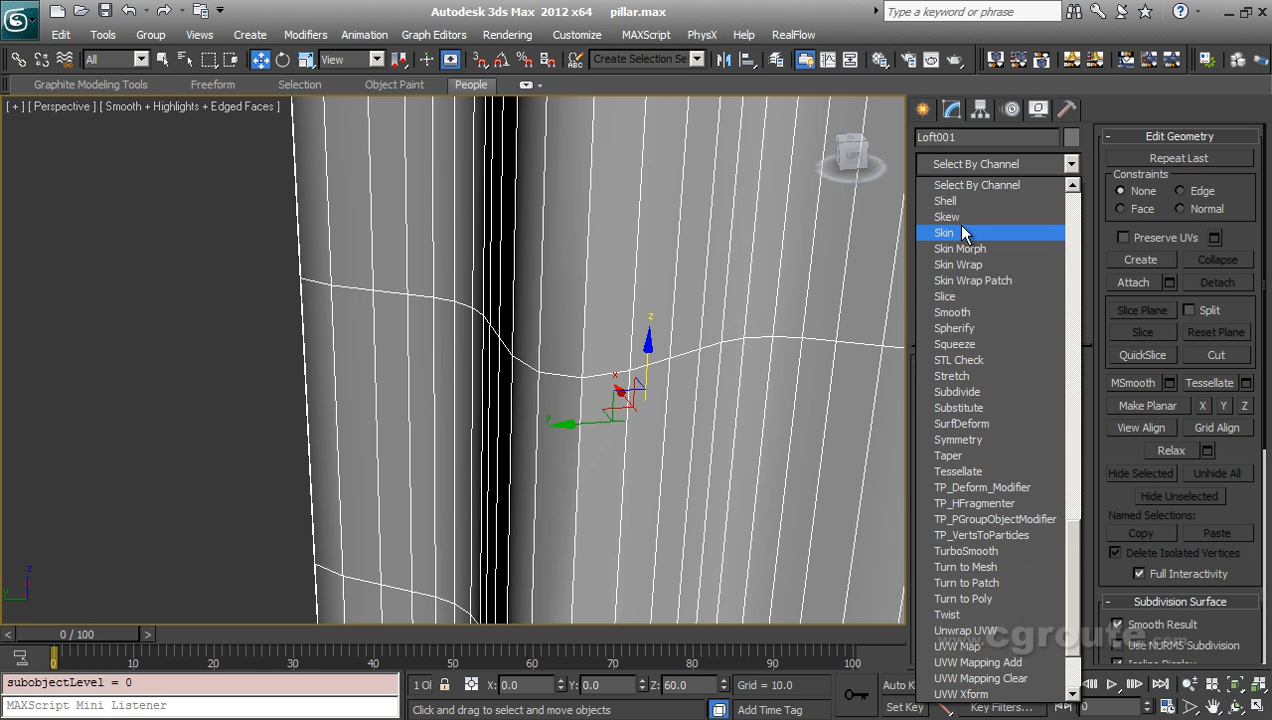 Autodesk 3ds Max 2012 x64 pillar.max
Type a keyword or phrase
Edit Tools Group Views Create Modifiers Animation Graph Editors Rendering Customize MAXScript PhysX Help RealFlow
All
View
Create Selection Se
Graphite Modeling Tools Freeform Selection Object Paint People
[ + ] [ Perspective ] [ Smooth + Highlights + Edged Faces ]
LEFT
z
x
y
z
y
Loft001
Select By Channel
Select By Channel
Shell
Skew
Skin
Skin Morph
Skin Wrap
Skin Wrap Patch
Slice
Smooth
Spherify
Squeeze
STL Check
Stretch
Subdivide
Substitute
SurfDeform
Symmetry
Taper
Tessellate
TP_Deform_Modifier
TP_HFragmenter
TP_PGroupObjectModifier
TP_VertsToParticles
TurboSmooth
Turn to Mesh
Turn to Patch
Turn to Poly
Twist
Unwrap UVW
UVW Map
UVW Mapping Add
UVW Mapping Clear
UVW Xform
- Edit Geometry
Repeat Last
Constraints
None Edge
Face Normal
Preserve UVs
Create Collapse
Attach Detach
Slice Plane Split
Slice Reset Plane
QuickSlice Cut
MSmooth Tessellate
Make Planar X Y Z
View Align Grid Align
Relax
Hide Selected Unhide All
Hide Unselected
Named Selections:
Copy Paste
Delete Isolated Vertices
Full Interactivity
- Subdivision Surface
Smooth Result
Use NURMS Subdivision
Isoline Display
www.cgroute.com
< 0 / 100 >
0 10 20 30 40 50 60 70 80 90 100
subobjectLevel = 0
MAXScript Mini Listener
1 Ol X: 0.0 Y: 0.0 Z: 60.0 Grid = 10.0
Click and drag to select and move objects
Add Time Tag
Auto K
Set Key
Key Filters...
0